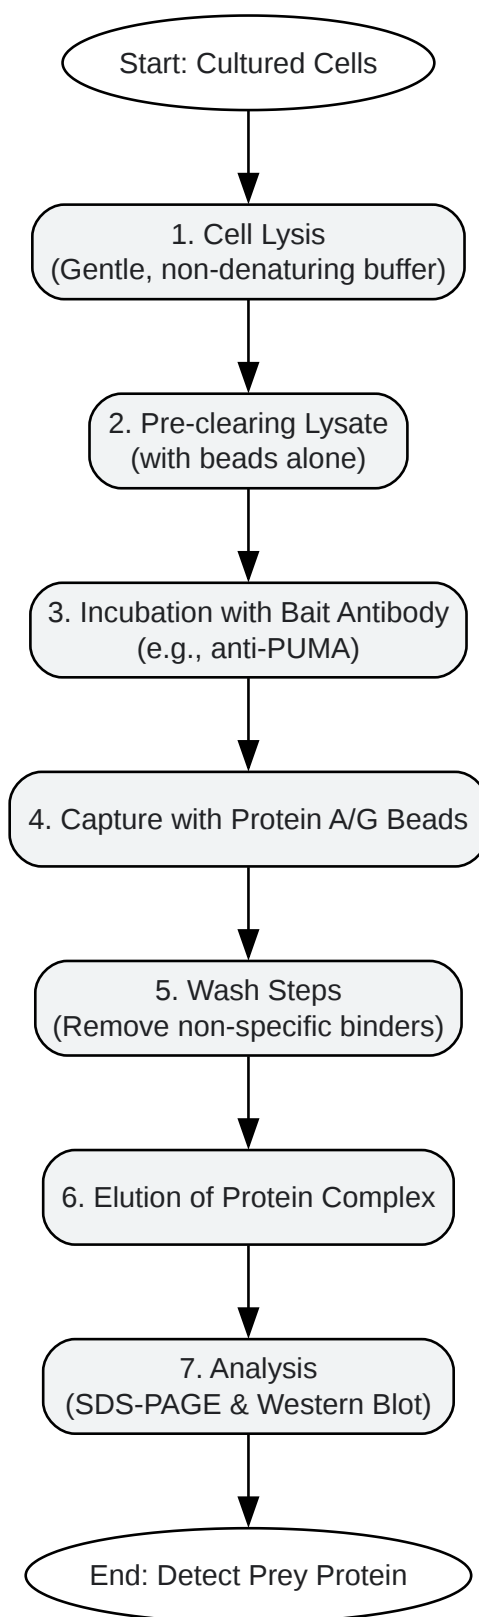 Start: Cultured Cells
1. Cell Lysis
(Gentle, non-denaturing buffer)
2. Pre-clearing Lysate
(with beads alone)
3. Incubation with Bait Antibody
(e.g., anti-PUMA)
4. Capture with Protein A/G Beads
5. Wash Steps
(Remove non-specific binders)
6. Elution of Protein Complex
7. Analysis
(SDS-PAGE & Western Blot)
End: Detect Prey Protein